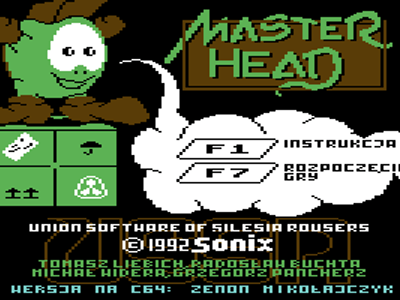 MASTER
HEAD
F1 INSTRUKCJA
F7 ROZPOCZĘCIE
GRY
UNION SOFTWARE OF SILESIA ROUSERS
© 1992 Sonix
TOMASZ LIEBICH, RADOSŁAW BUCHTA
MICHAŁ WIDERA, GRZEGORZ PANCHERZ
WERSJA NA C64: ZENON MIKOŁAJCZYK